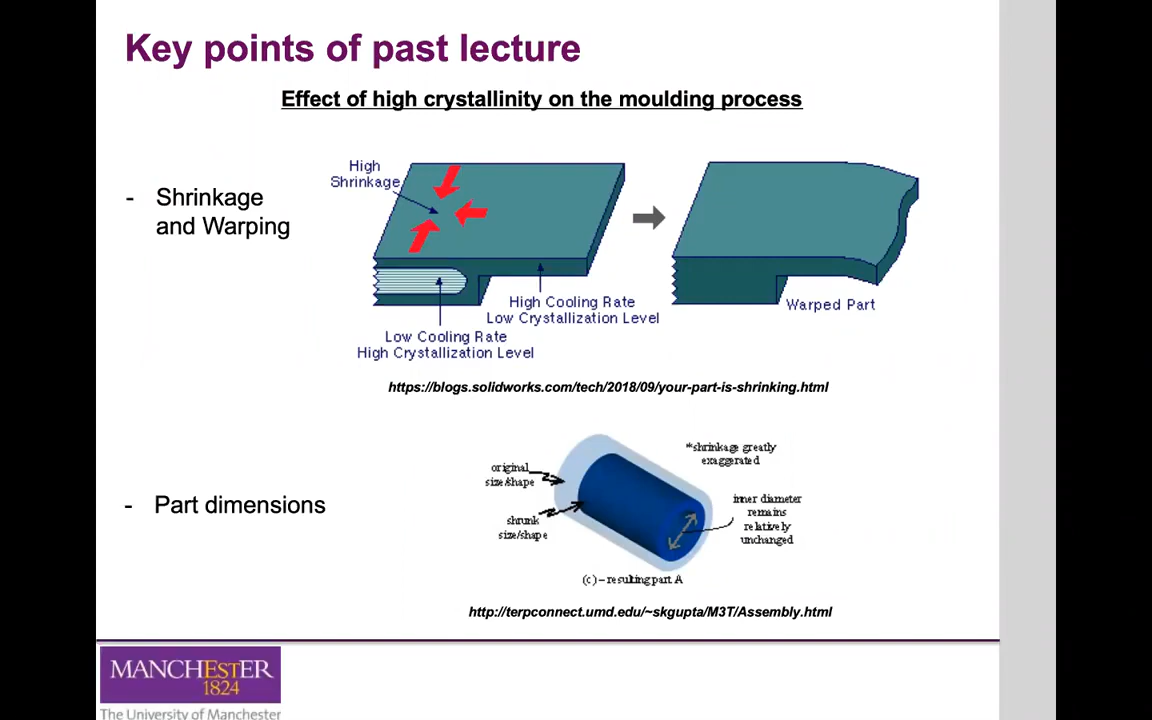 Key points of past lecture
Effect of high crystallinity on the moulding process
- Shrinkage
and Warping
High
Shrinkage
High Cooling Rate
Low Crystallization Level
Low Cooling Rate
High Crystallization Level
Warped Part
https://blogs.solidworks.com/tech/2018/09/your-part-is-shrinking.html
- Part dimensions
original
size/shape
shrunk
size/shape
*shrinkage greatly
exaggerated
inner diameter
remains
relatively
unchanged
(c) – resulting part A
http://terpconnect.umd.edu/~skgupta/M3T/Assembly.html
MANCHESTER
1824
The University of Manchester